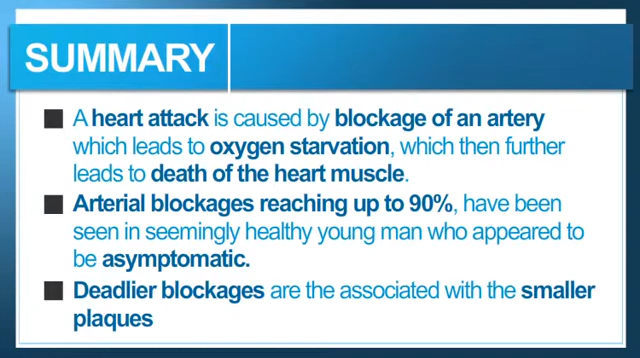 SUMMARY
A heart attack is caused by blockage of an artery
which leads to oxygen starvation, which then further
leads to death of the heart muscle.
Arterial blockages reaching up to 90%, have been
seen in seemingly healthy young man who appeared to
be asymptomatic.
Deadlier blockages are the associated with the smaller
plaques